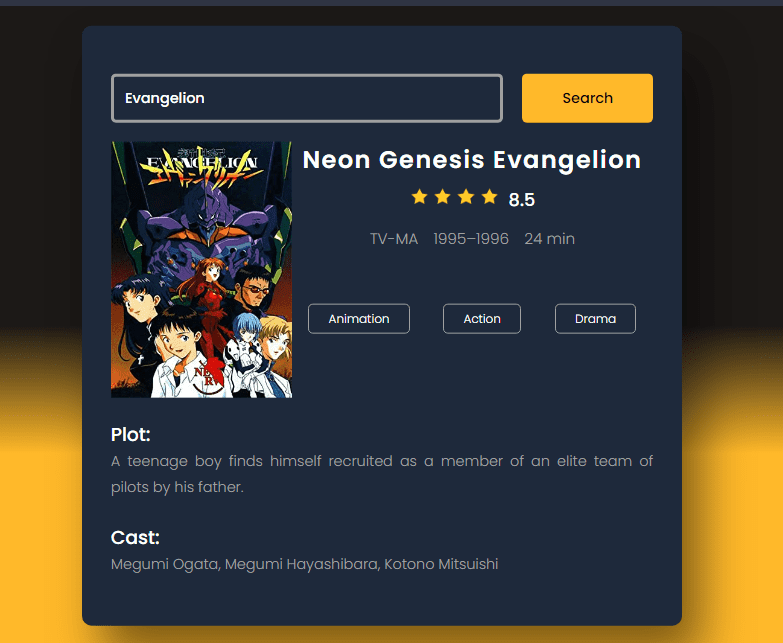 Evangelion
Search
EVANGELION
NERV
Neon Genesis Evangelion
8.5
TV-MA 1995–1996 24 min
Animation Action Drama
Plot:
A teenage boy finds himself recruited as a member of an elite team of
pilots by his father.
Cast:
Megumi Ogata, Megumi Hayashibara, Kotono Mitsuishi